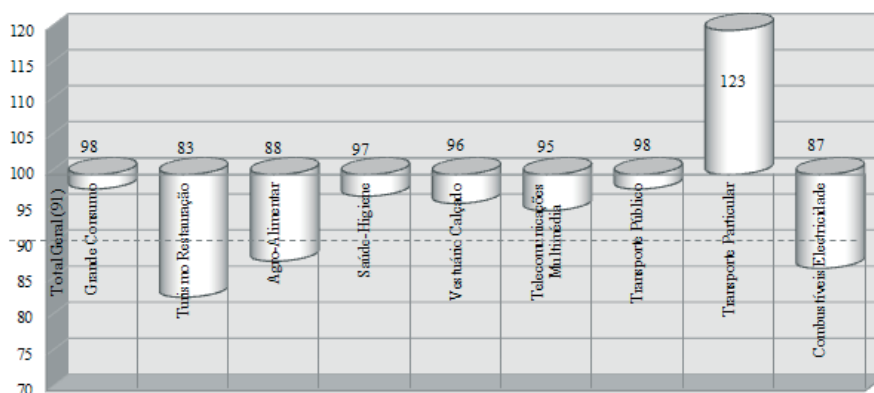 120
115
110
105
100
95
90
85
80
75
70
98
83
88
97
96
95
98
123
87
Total Geral (91)
Grande Consumo
Turismo Restauração
Agro-Alimentar
Saúde-Higiene
Vestuário Calçado
Telecomunicações
Multimédia
Transporte Público
Transporte Particular
Combustíveis Electricidade